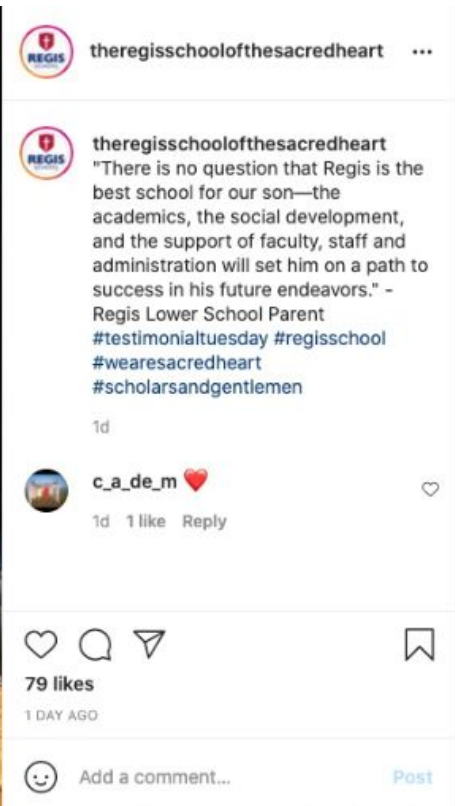 REGIS
theregisschoolofthesacredheart
REGIS
theregisschoolofthesacredheart
"There is no question that Regis is the
best school for our son—the
academics, the social development,
and the support of faculty, staff and
administration will set him on a path to
success in his future endeavors." -
Regis Lower School Parent
#testimonialtuesday #regisschool
#wearesacredheart
#scholarsandgentlemen
1d
c_a_de_m ❤️
1d 1 like Reply
79 likes
1 DAY AGO
Add a comment...
Post